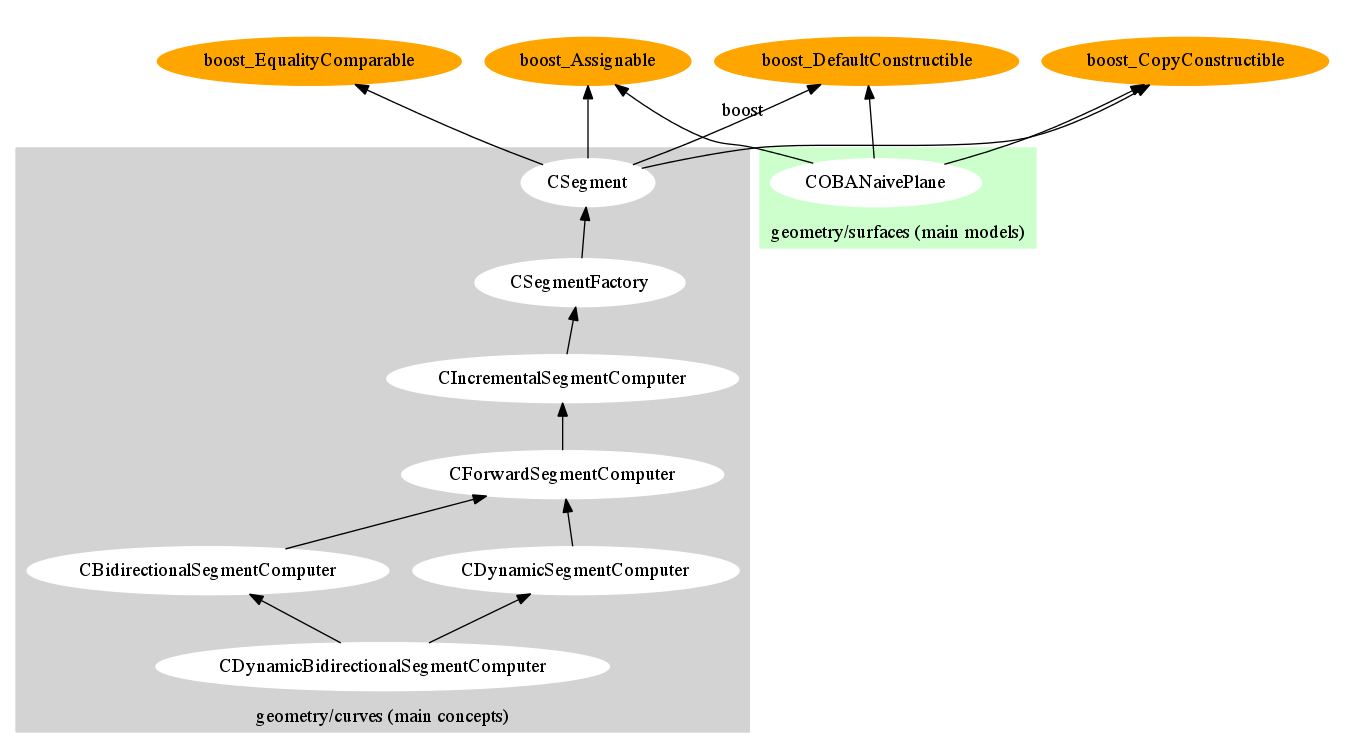 boost_EqualityComparable
boost_Assignable
boost_DefaultConstructible
boost_CopyConstructible
boost
CSegment
COBANaivePlane
geometry/surfaces (main models)
CSegmentFactory
CIncrementalSegmentComputer
CForwardSegmentComputer
CBidirectionalSegmentComputer
CDynamicSegmentComputer
CDynamicBidirectionalSegmentComputer
geometry/curves (main concepts)